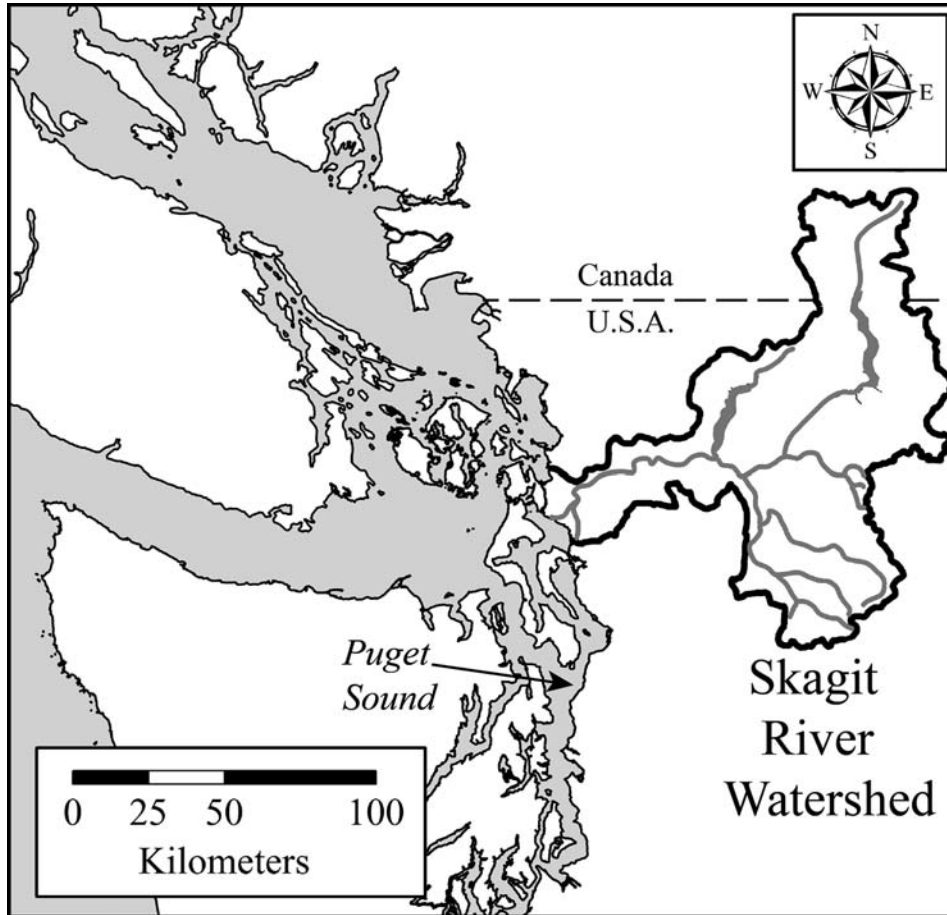 N
W E
S
Canada
U.S.A.
Puget
Sound
Skagit
River
Watershed
0 25 50 100
Kilometers